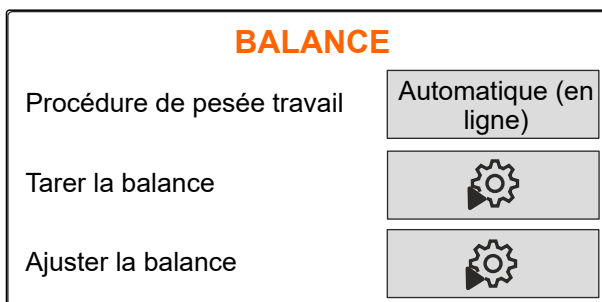 BALANCE
Procédure de pesée travail
Automatique (en
ligne)
Tarer la balance
Ajuster la balance